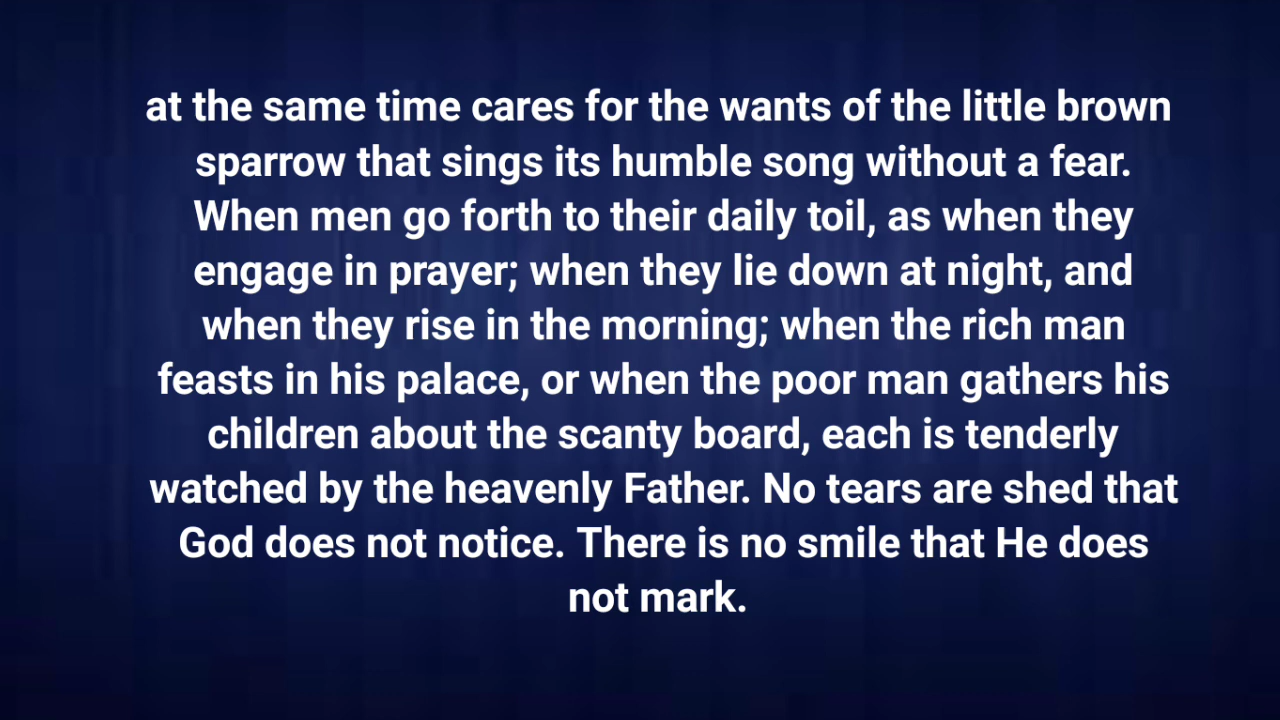 at the same time cares for the wants of the little brown
sparrow that sings its humble song without a fear.
When men go forth to their daily toil, as when they
engage in prayer; when they lie down at night, and
when they rise in the morning; when the rich man
feasts in his palace, or when the poor man gathers his
children about the scanty board, each is tenderly
watched by the heavenly Father. No tears are shed that
God does not notice. There is no smile that He does
not mark.